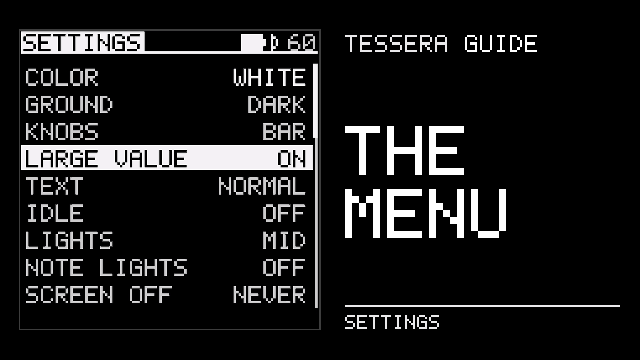 SETTINGS 60
COLOR WHITE
GROUND DARK
KNOBS BAR
LARGE VALUE ON
TEXT NORMAL
IDLE OFF
LIGHTS MID
NOTE LIGHTS OFF
SCREEN OFF NEVER
TESSERA GUIDE
THE
MENU
SETTINGS